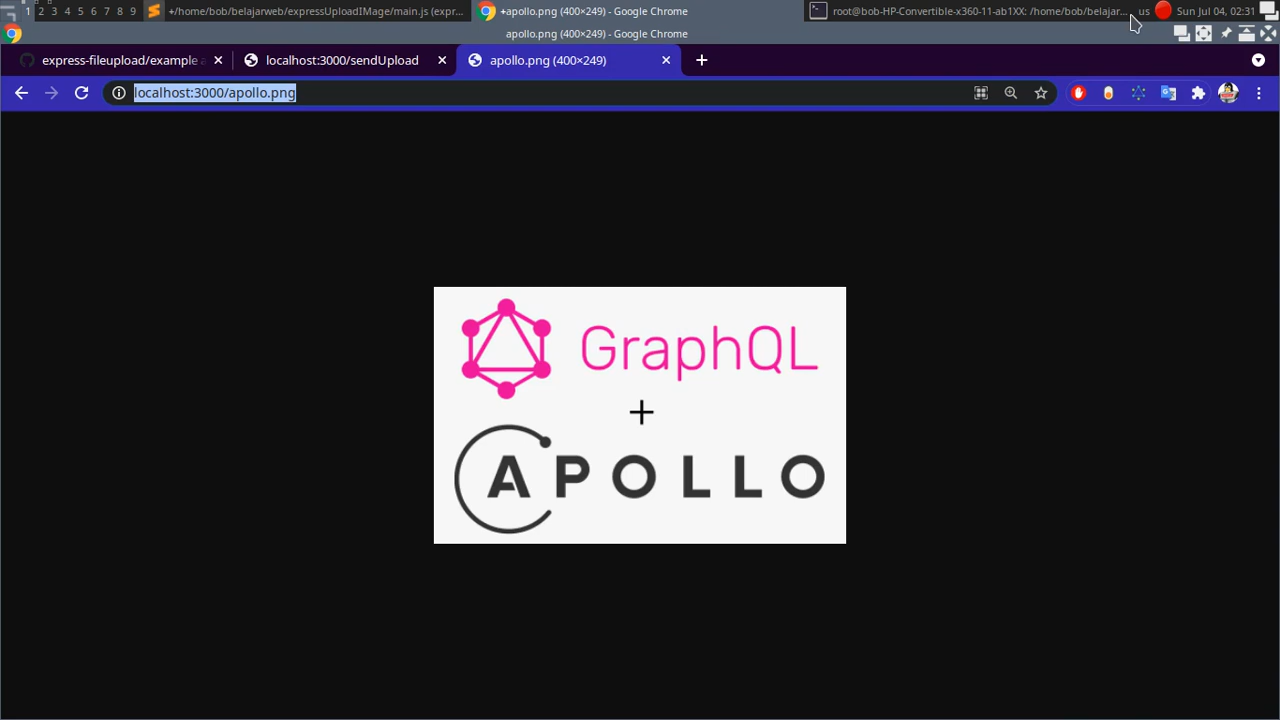 1 2 3 4 5 6 7 8 9
+/home/bob/belajarweb/expressUploadIMage/main.js (expr...
+apollo.png (400×249) - Google Chrome
root@bob-HP-Convertible-x360-11-ab1XX: /home/bob/belajar...
us
Sun Jul 04, 02:31
apollo.png (400×249) - Google Chrome
express-fileupload/example a
localhost:3000/sendUpload
apollo.png (400×249)
localhost:3000/apollo.png
GraphQL
+
APOLLO